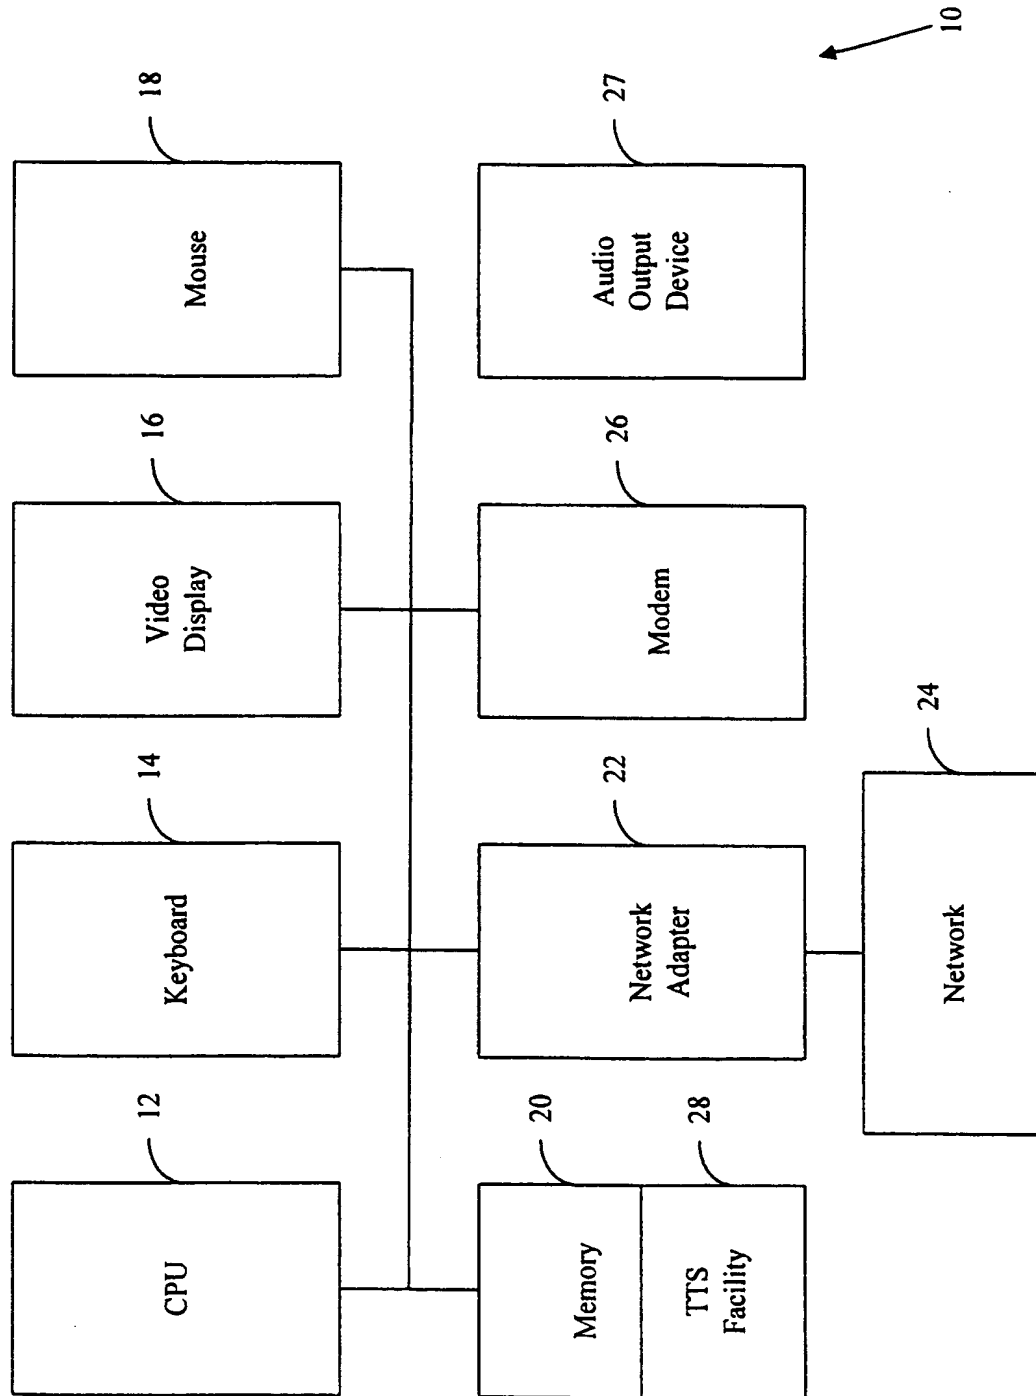 12
CPU
14
Keyboard
16
Video
Display
18
Mouse
20
Memory
28
TTS
Facility
22
Network
Adapter
26
Modem
27
Audio
Output
Device
24
Network
10